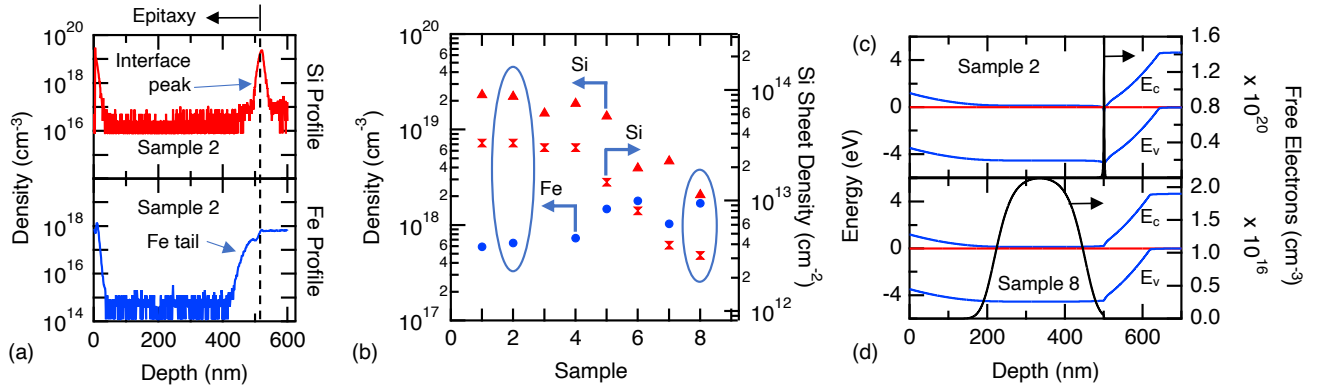 Epitaxy
10^20
10^18
10^16
Interface
peak
Sample 2
Si Profile
Density (cm^-3)
Sample 2
10^18
10^16
10^14
Fe tail
Fe Profile
0
200
400
600
Depth (nm)
(a)
10^20
6
4
2
10^19
6
4
2
10^18
6
4
2
10^17
Density (cm^-3)
Si
Si
Fe
2
10^14
6
4
2
10^13
6
4
2
10^12
Si Sheet Density (cm^-2)
0
2
4
6
8
Sample
(b)
(c)
4
0
-4
Sample 2
E_c
E_v
1.6
1.2
0.8
0.4
x 10^20
4
0
-4
Sample 8
E_c
E_v
2.0
1.5
1.0
0.5
0.0
x 10^16
Energy (eV)
Free Electrons (cm^-3)
0
200
400
600
Depth (nm)
(d)